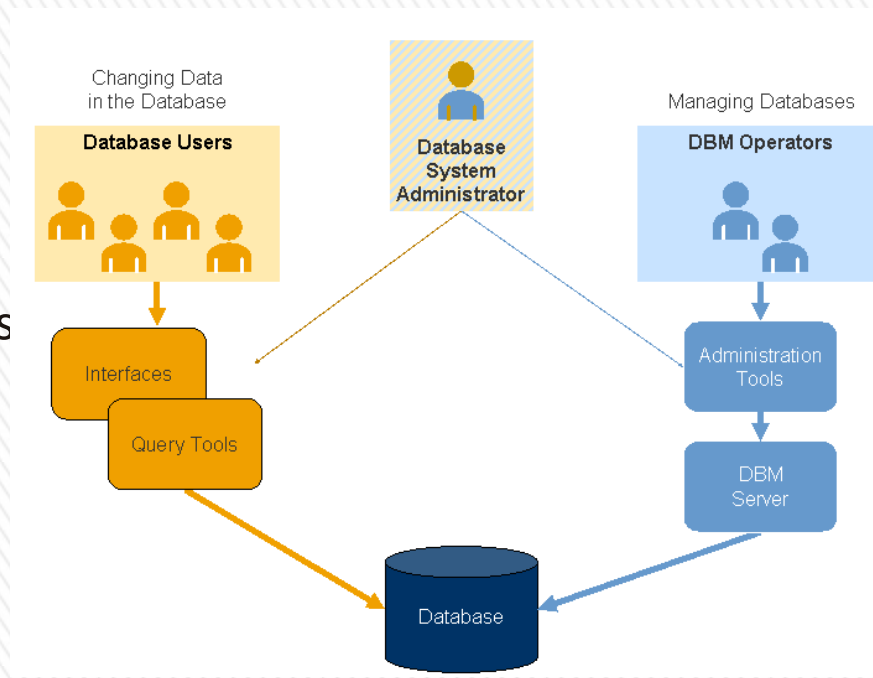 Changing Data
in the Database
Database Users
Database
System
Administrator
Managing Databases
DBM Operators
s
Interfaces
Query Tools
Administration
Tools
DBM
Server
Database